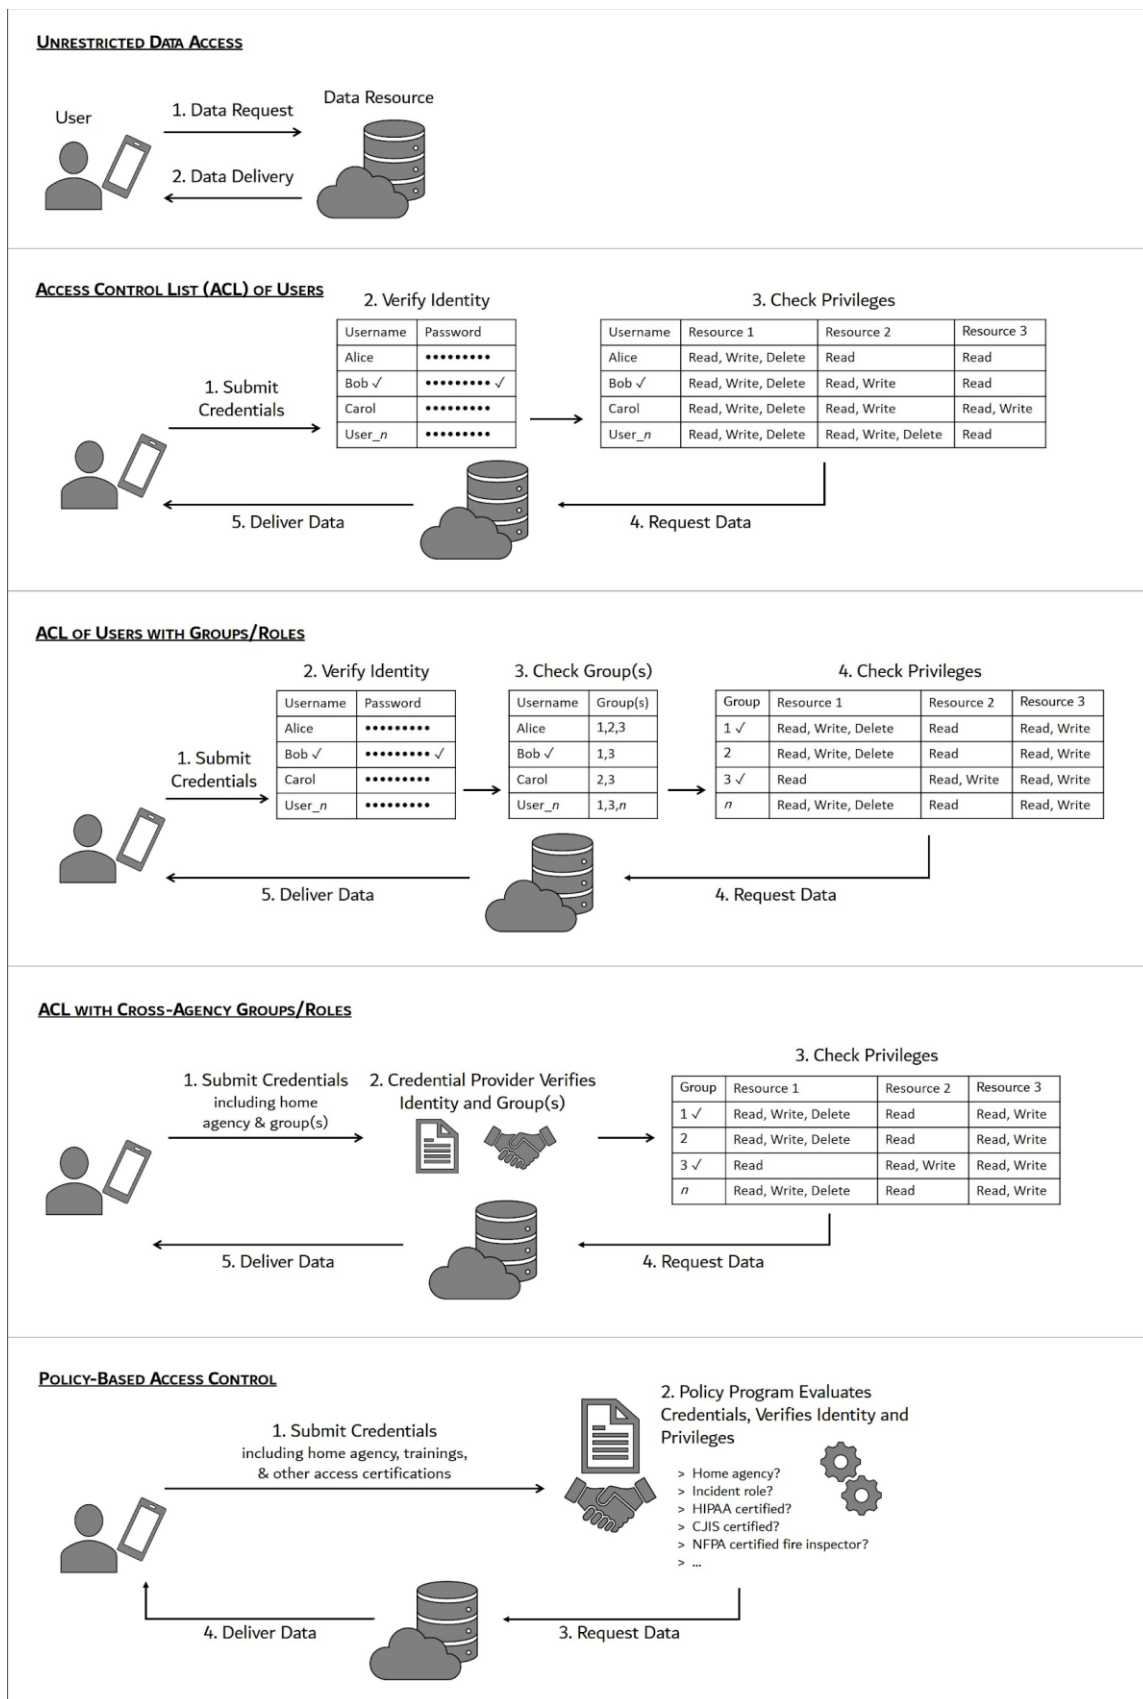 UNRESTRICTED DATA ACCESS
User
1. Data Request
Data Resource
2. Data Delivery
ACCESS CONTROL LIST (ACL) OF USERS
2. Verify Identity
3. Check Privileges
1. Submit
Credentials
Username Password
Alice •••••••••
Bob ✓ ••••••••• ✓
Carol •••••••••
User_n •••••••••
Username Resource 1 Resource 2 Resource 3
Alice Read, Write, Delete Read Read
Bob ✓ Read, Write, Delete Read, Write Read
Carol Read, Write, Delete Read, Write Read, Write
User_n Read, Write, Delete Read, Write, Delete Read
5. Deliver Data
4. Request Data
ACL OF USERS WITH GROUPS/ROLES
2. Verify Identity
3. Check Group(s)
4. Check Privileges
1. Submit
Credentials
Username Password
Alice •••••••••
Bob ✓ ••••••••• ✓
Carol •••••••••
User_n •••••••••
Username Group(s)
Alice 1,2,3
Bob ✓ 1,3
Carol 2,3
User_n 1,3,n
Group Resource 1 Resource 2 Resource 3
1 ✓ Read, Write, Delete Read Read, Write
2 Read, Write, Delete Read Read, Write
3 ✓ Read Read, Write Read, Write
n Read, Write, Delete Read Read, Write
5. Deliver Data
4. Request Data
ACL WITH CROSS-AGENCY GROUPS/ROLES
1. Submit Credentials
including home
agency & group(s)
2. Credential Provider Verifies
Identity and Group(s)
3. Check Privileges
Group Resource 1 Resource 2 Resource 3
1 ✓ Read, Write, Delete Read Read, Write
2 Read, Write, Delete Read Read, Write
3 ✓ Read Read, Write Read, Write
n Read, Write, Delete Read Read, Write
5. Deliver Data
4. Request Data
POLICY-BASED ACCESS CONTROL
1. Submit Credentials
including home agency, trainings,
& other access certifications
2. Policy Program Evaluates
Credentials, Verifies Identity and
Privileges
> Home agency?
> Incident role?
> HIPAA certified?
> CJIS certified?
> NFPA certified fire inspector?
> ...
4. Deliver Data
3. Request Data